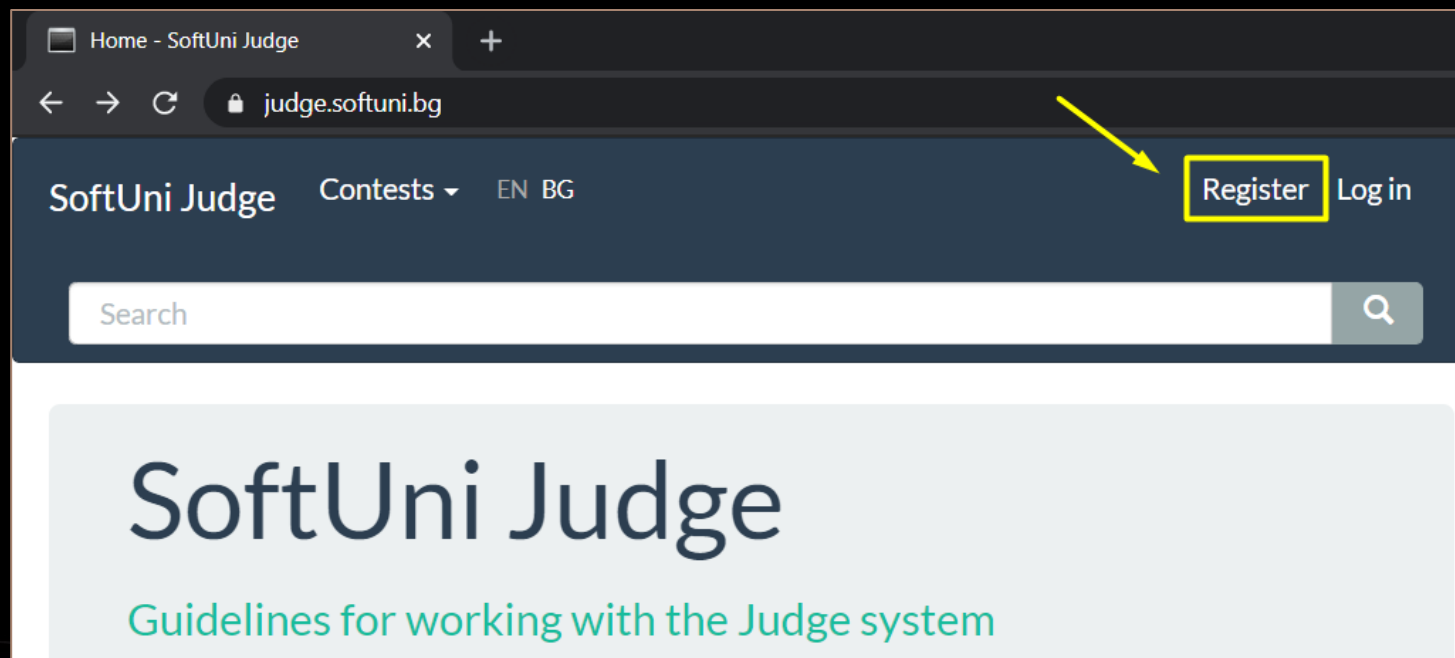 Home - SoftUni Judge
judge.softuni.bg
SoftUni Judge Contests EN BG Register Log in
Search
SoftUni Judge
Guidelines for working with the Judge system